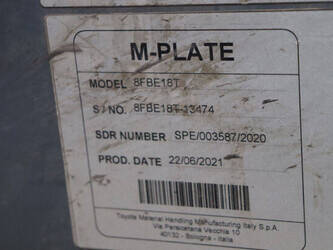 M-PLATE
MODEL 8FBE18T
S / NO. 8FBE18T-13474
SDR NUMBER SPE/003587/2020
PROD. DATE 22/06/2021
Toyota Material Handling Manufacturing Italy S.p.A.
Via Persicetana Vecchia 10
40132 - Bologna - Italia